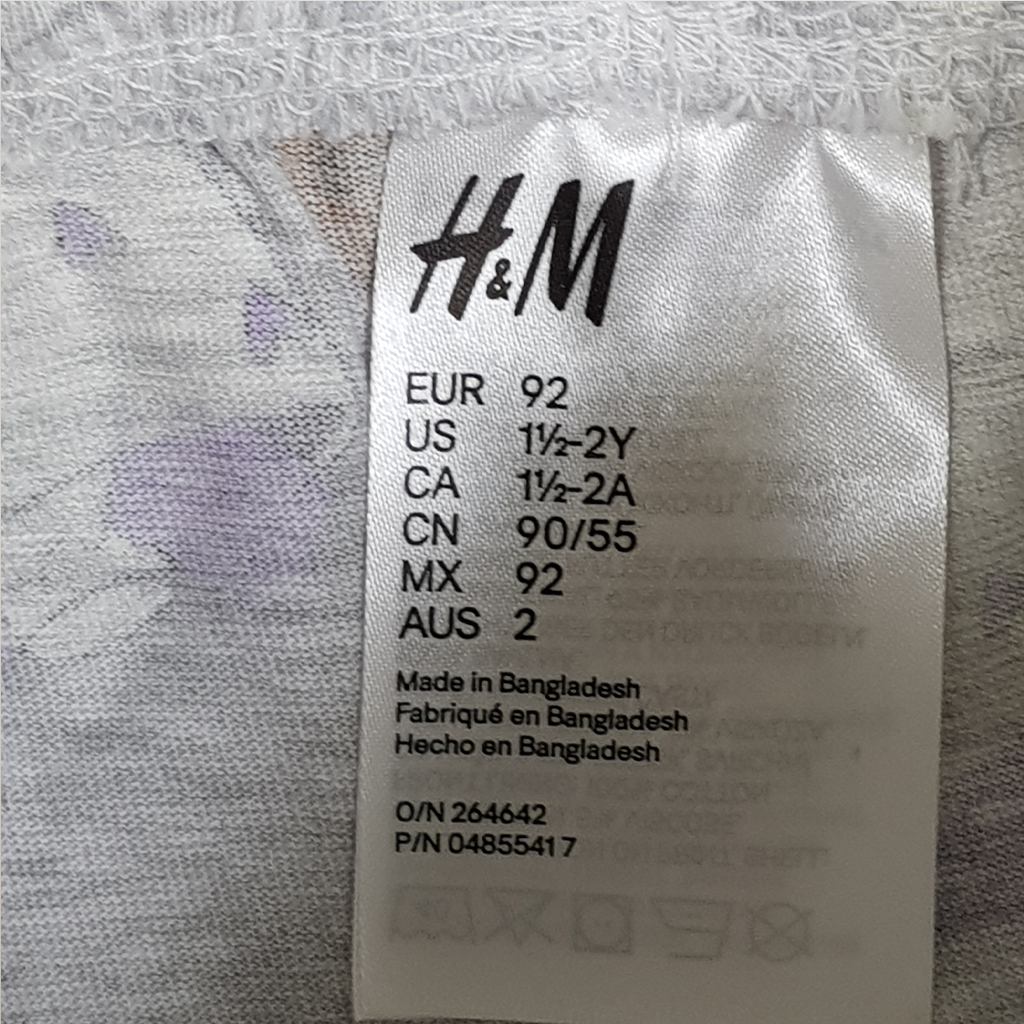 H&M
EUR 92
US 1½-2Y
CA 1½-2A
CN 90/55
MX 92
AUS 2
Made in Bangladesh
Fabriqué en Bangladesh
Hecho en Bangladesh
O/N 264642
P/N 04855417